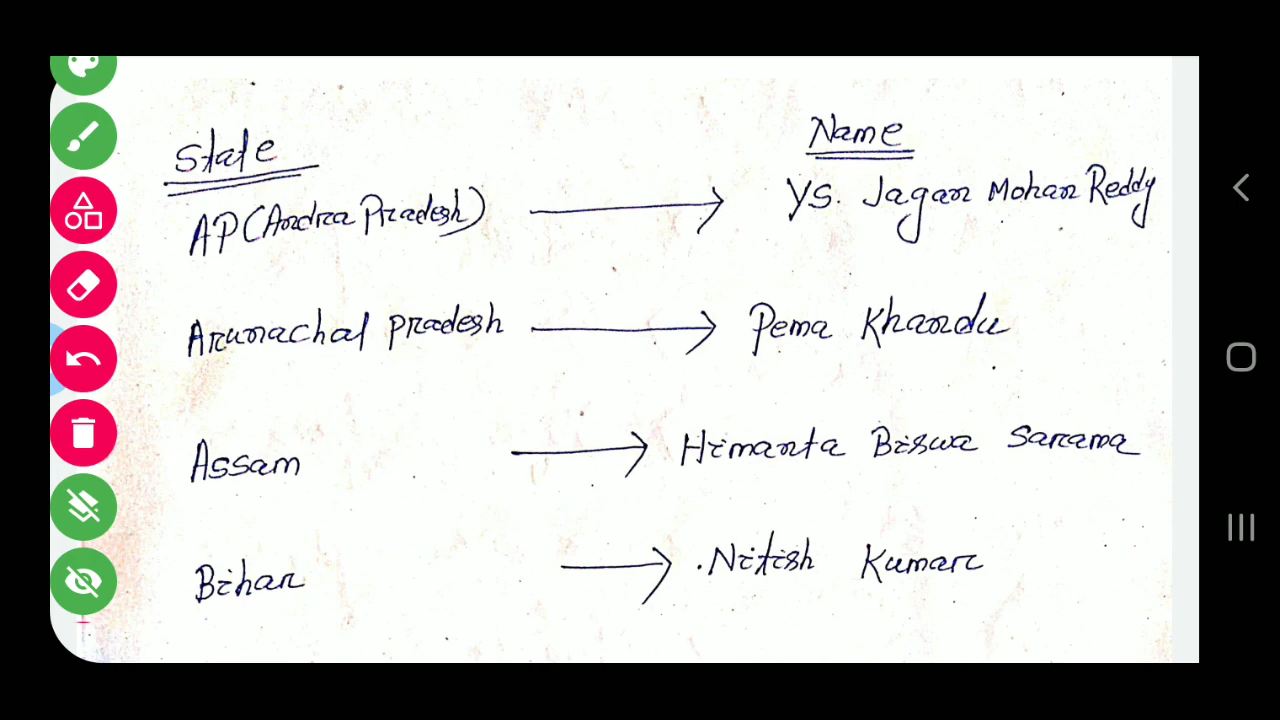 State Name
AP(Andra Pradesh) → YS. Jagan Mohan Reddy
Arunachal pradesh → Pema Khandu
Assam → Himanta Biswa Sarama
Bihar → .Nitish Kumar